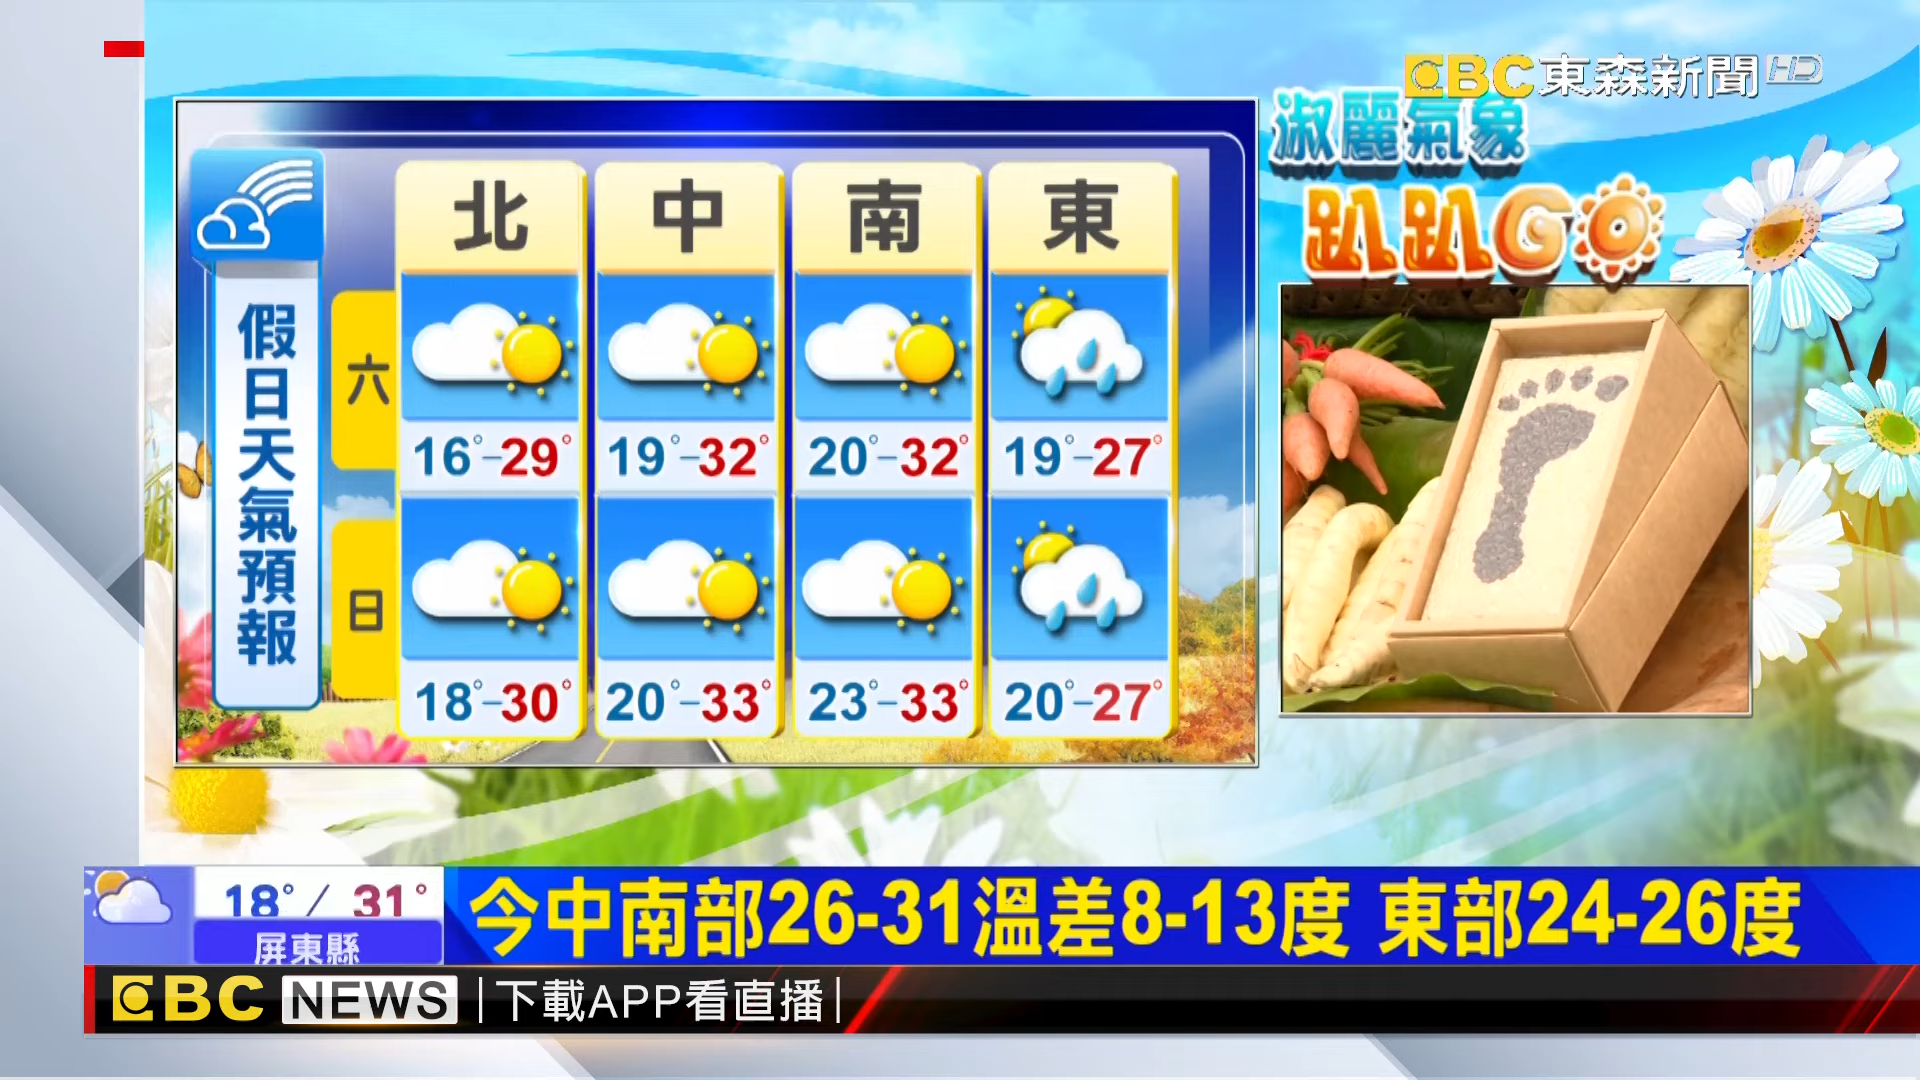 EBC東森新聞HD
淑麗氣象
趴趴GO
假日天氣預報
北 中 南 東
六
16°-29° 19°-32° 20°-32° 19°-27°
日
18°-30° 20°-33° 23°-33° 20°-27°
18°/ 31°
屏東縣
今中南部26-31溫差8-13度 東部24-26度
EBC NEWS |下載APP看直播|